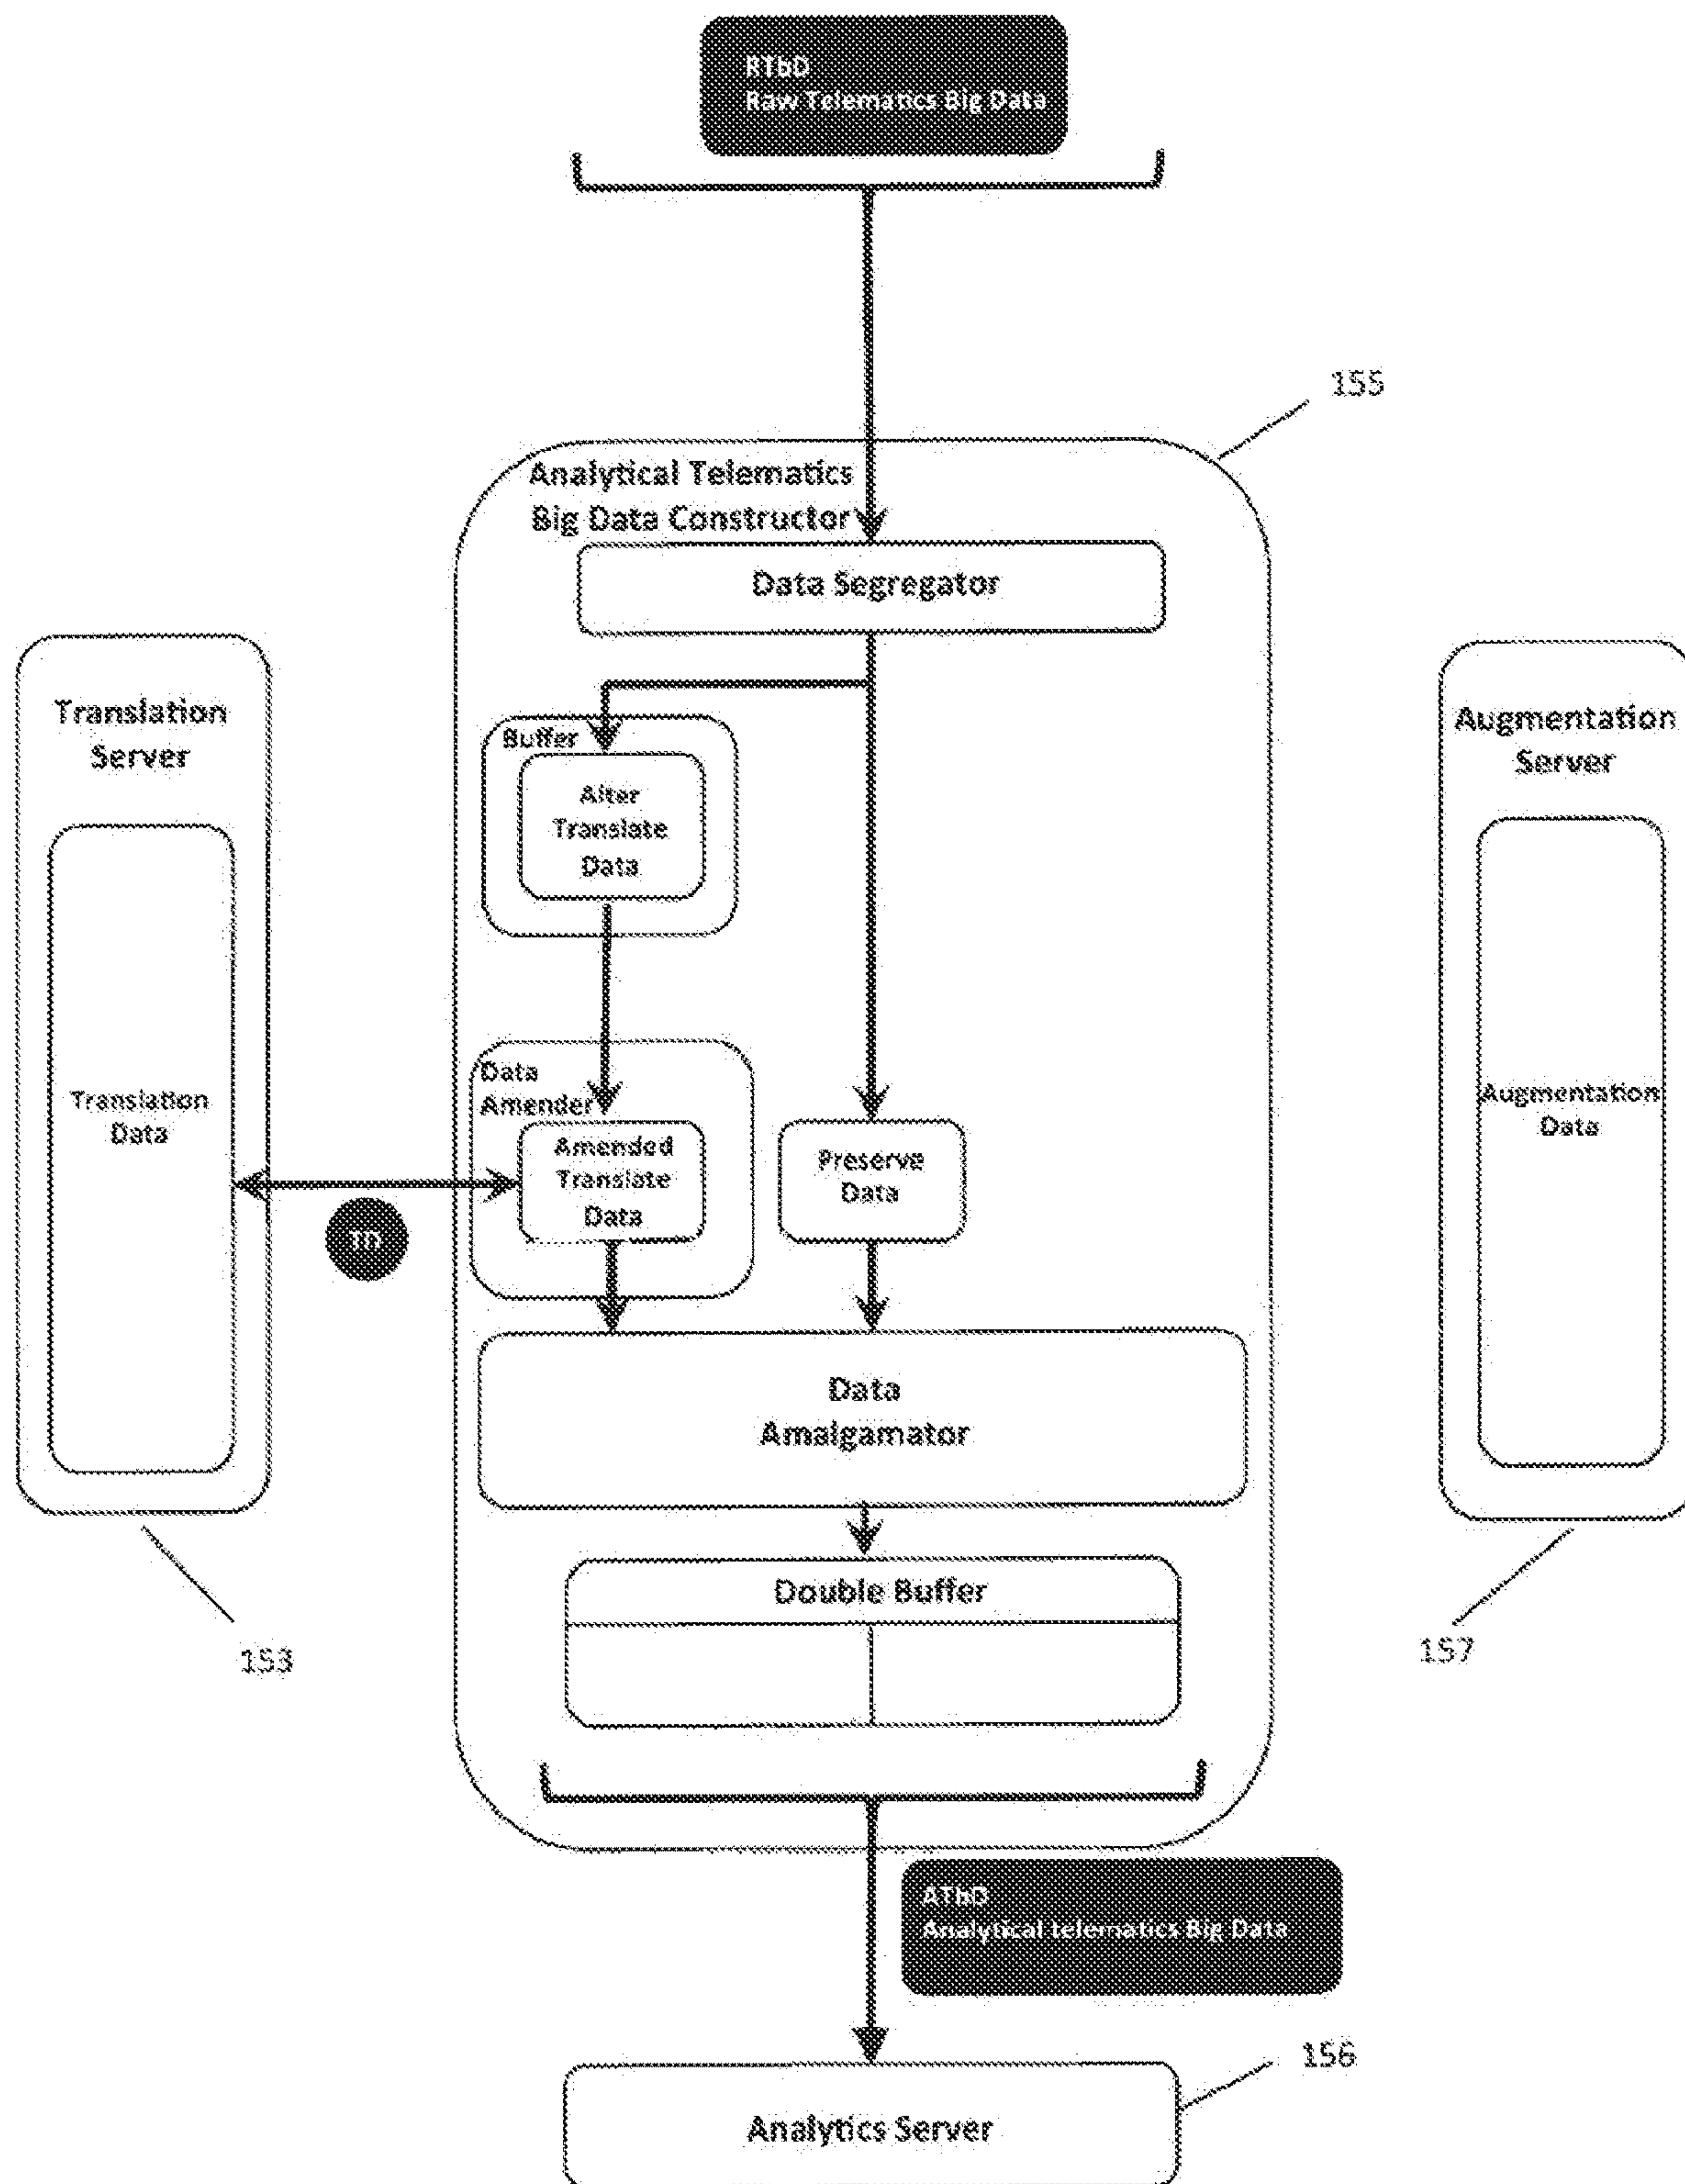 RTbD
Raw Telematics Big Data
155
Analytical Telematics
Big Data Constructor
Data Segregator
Translation
Server
Buffer
Alter
Translate
Data
Augmentation
Server
Data
Amender
Translation
Data
Amended
Translate
Data
Preserve
Data
Augmentation
Data
TD
Data
Amalgamator
Double Buffer
153
157
ATbD
Analytical telematics Big Data
156
Analytics Server